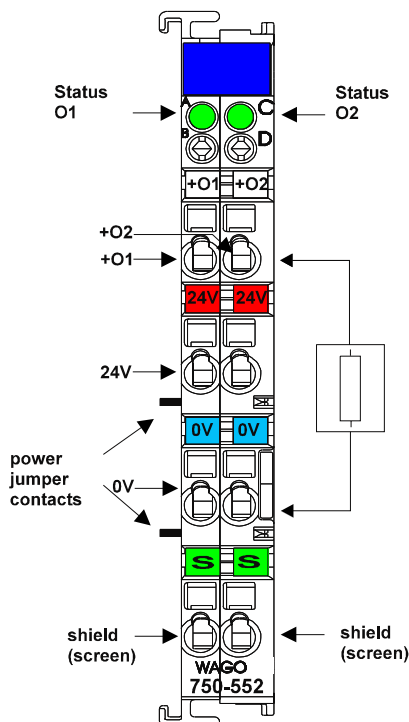 Status
O1
Status
O2
A
C
B
D
+O1 +O2
+O2
+O1
24V 24V
24V
0V 0V
power
jumper
contacts
0V
S S
shield
(screen)
shield
(screen)
WAGO
750-552